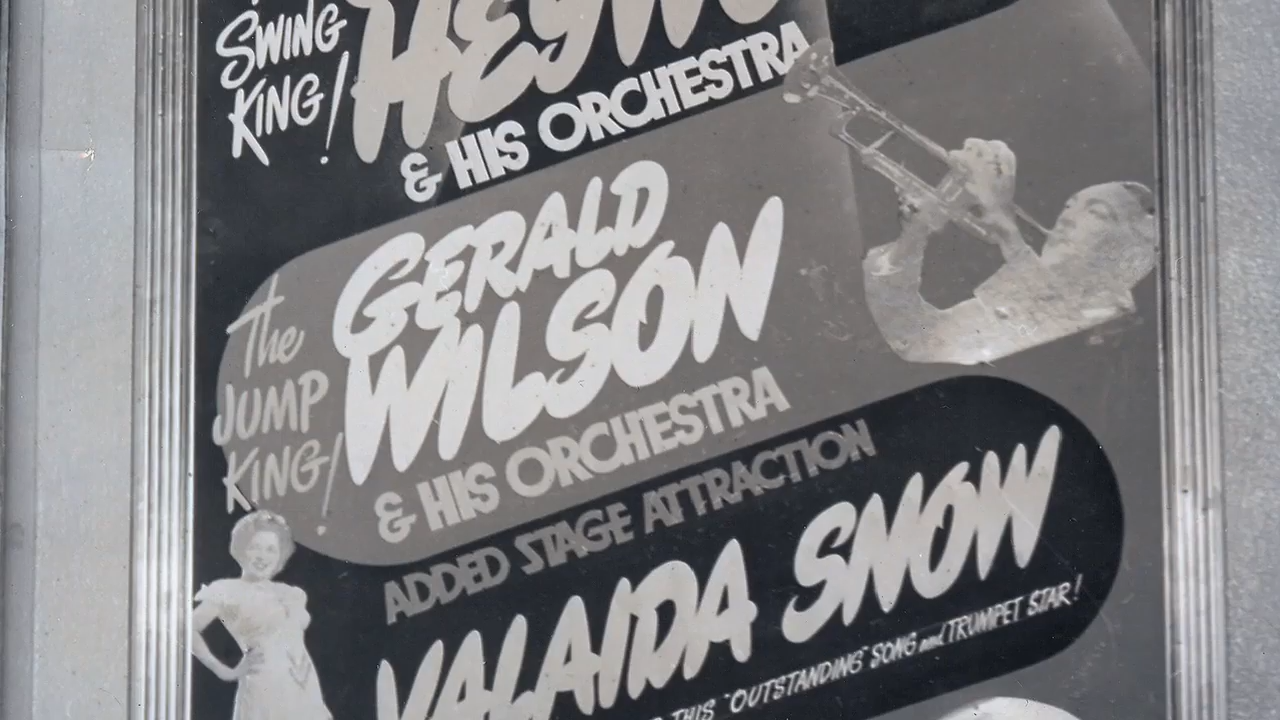 SWING
KING!
& HIS ORCHESTRA
The
JUMP
KING!
GERALD
WILSON
& HIS ORCHESTRA
ADDED STAGE ATTRACTION
VALAIDA SNOW
THIS "OUTSTANDING" SONG and TRUMPET STAR!